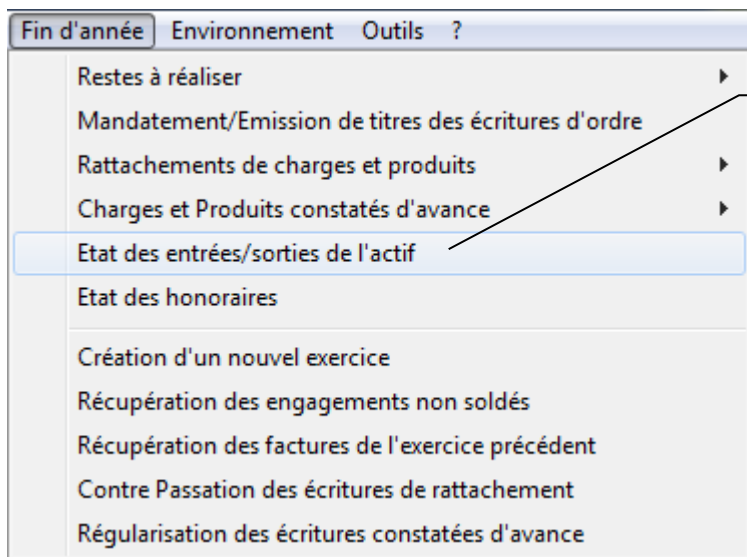 Fin d'année Environnement Outils ?
Restes à réaliser
Mandatement/Emission de titres des écritures d'ordre
Rattachements de charges et produits
Charges et Produits constatés d'avance
Etat des entrées/sorties de l'actif
Etat des honoraires
Création d'un nouvel exercice
Récupération des engagements non soldés
Récupération des factures de l'exercice précédent
Contre Passation des écritures de rattachement
Régularisation des écritures constatées d'avance